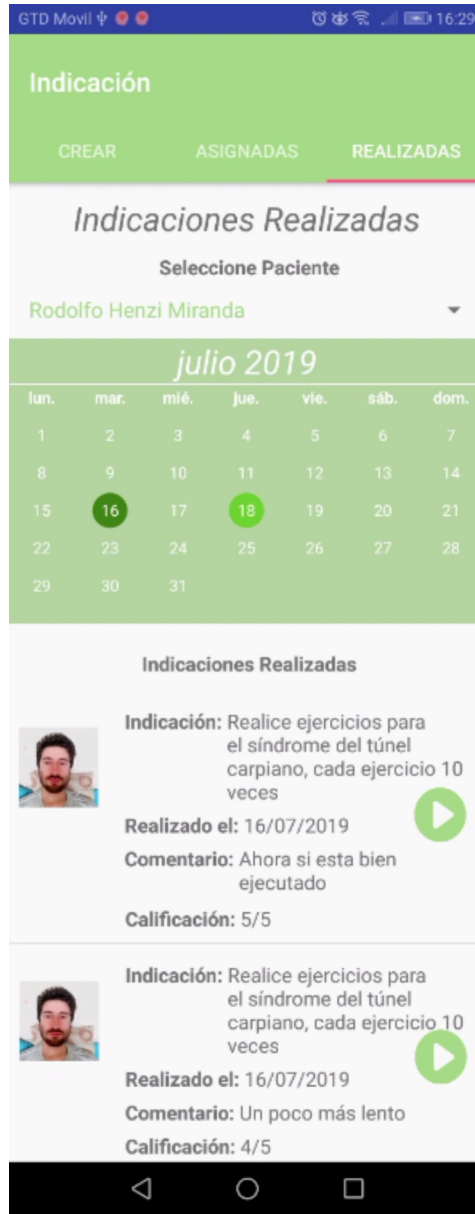 GTD Movil 16:29
Indicación
CREAR ASIGNADAS REALIZADAS
Indicaciones Realizadas
Seleccione Paciente
Rodolfo Henzi Miranda
julio 2019
lun. mar. mié. jue. vie. sáb. dom.
1 2 3 4 5 6 7
8 9 10 11 12 13 14
15 16 17 18 19 20 21
22 23 24 25 26 27 28
29 30 31
Indicaciones Realizadas
Indicación: Realice ejercicios para
el síndrome del túnel
carpiano, cada ejercicio 10
veces
Realizado el: 16/07/2019
Comentario: Ahora si esta bien
ejecutado
Calificación: 5/5
Indicación: Realice ejercicios para
el síndrome del túnel
carpiano, cada ejercicio 10
veces
Realizado el: 16/07/2019
Comentario: Un poco más lento
Calificación: 4/5